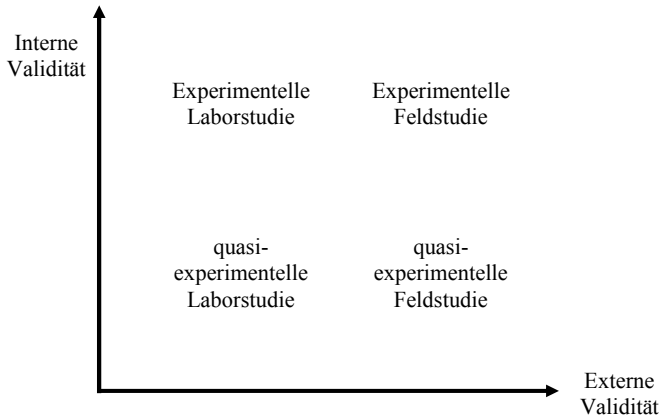 Interne
Validität
Experimentelle
Laborstudie
Experimentelle
Feldstudie
quasi-
experimentelle
Laborstudie
quasi-
experimentelle
Feldstudie
Externe
Validität